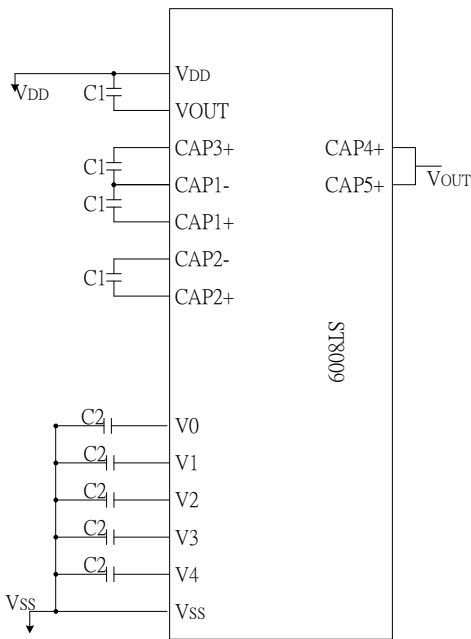 VDD
VDD
C1
VOUT
C1
CAP3+
CAP4+
CAP1-
CAP5+
VOUT
C1
CAP1+
CAP2-
C1
CAP2+
ST8009
C2
V0
C2
V1
C2
V2
C2
V3
C2
V4
VSS
VSS